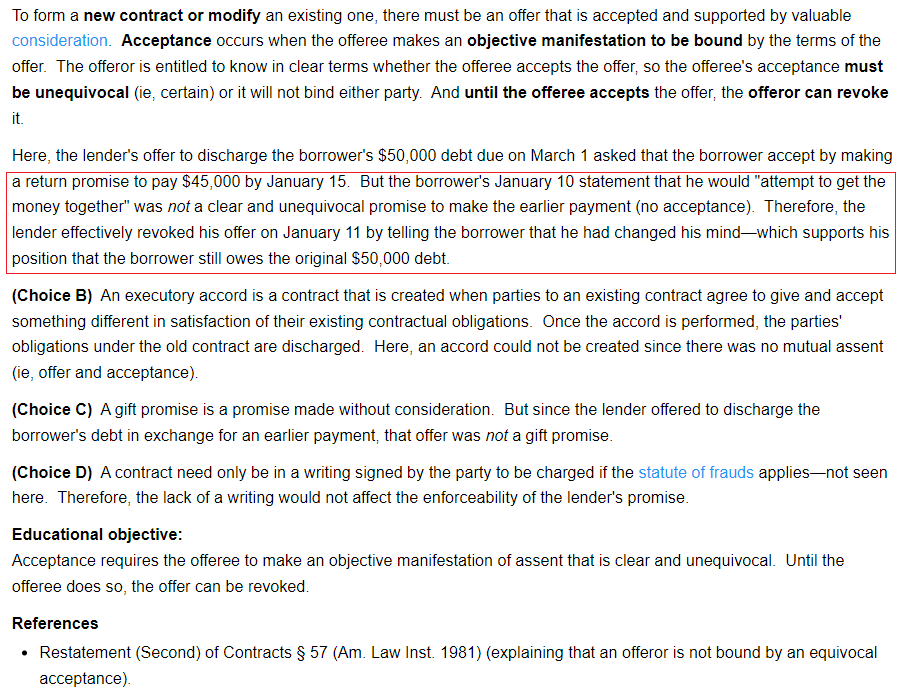 To form a new contract or modify an existing one, there must be an offer that is accepted and supported by valuable
consideration. Acceptance occurs when the offeree makes an objective manifestation to be bound by the terms of the
offer. The offeror is entitled to know in clear terms whether the offeree accepts the offer, so the offeree's acceptance must
be unequivocal (ie, certain) or it will not bind either party. And until the offeree accepts the offer, the offeror can revoke
it.
Here, the lender's offer to discharge the borrower's $50,000 debt due on March 1 asked that the borrower accept by making
a return promise to pay $45,000 by January 15. But the borrower's January 10 statement that he would "attempt to get the
money together" was not a clear and unequivocal promise to make the earlier payment (no acceptance). Therefore, the
lender effectively revoked his offer on January 11 by telling the borrower that he had changed his mind—which supports his
position that the borrower still owes the original $50,000 debt.
(Choice B) An executory accord is a contract that is created when parties to an existing contract agree to give and accept
something different in satisfaction of their existing contractual obligations. Once the accord is performed, the parties'
obligations under the old contract are discharged. Here, an accord could not be created since there was no mutual assent
(ie, offer and acceptance).
(Choice C) A gift promise is a promise made without consideration. But since the lender offered to discharge the
borrower's debt in exchange for an earlier payment, that offer was not a gift promise.
(Choice D) A contract need only be in a writing signed by the party to be charged if the statute of frauds applies—not seen
here. Therefore, the lack of a writing would not affect the enforceability of the lender's promise.
Educational objective:
Acceptance requires the offeree to make an objective manifestation of assent that is clear and unequivocal. Until the
offeree does so, the offer can be revoked.
References
• Restatement (Second) of Contracts § 57 (Am. Law Inst. 1981) (explaining that an offeror is not bound by an equivocal
acceptance).